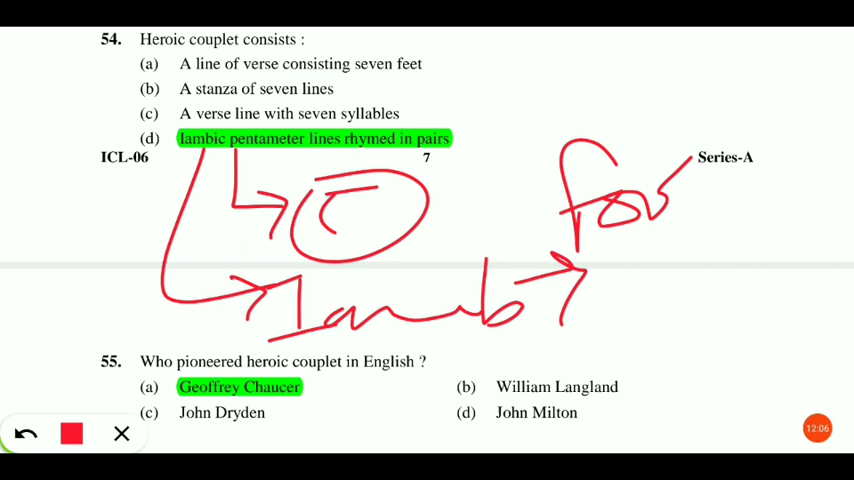 54. Heroic couplet consists :
(a) A line of verse consisting seven feet
(b) A stanza of seven lines
(c) A verse line with seven syllables
(d) Iambic pentameter lines rhymed in pairs
ICL-06 7 Series-A
for
Iamb
55. Who pioneered heroic couplet in English ?
(a) Geoffrey Chaucer (b) William Langland
(c) John Dryden (d) John Milton
12:06